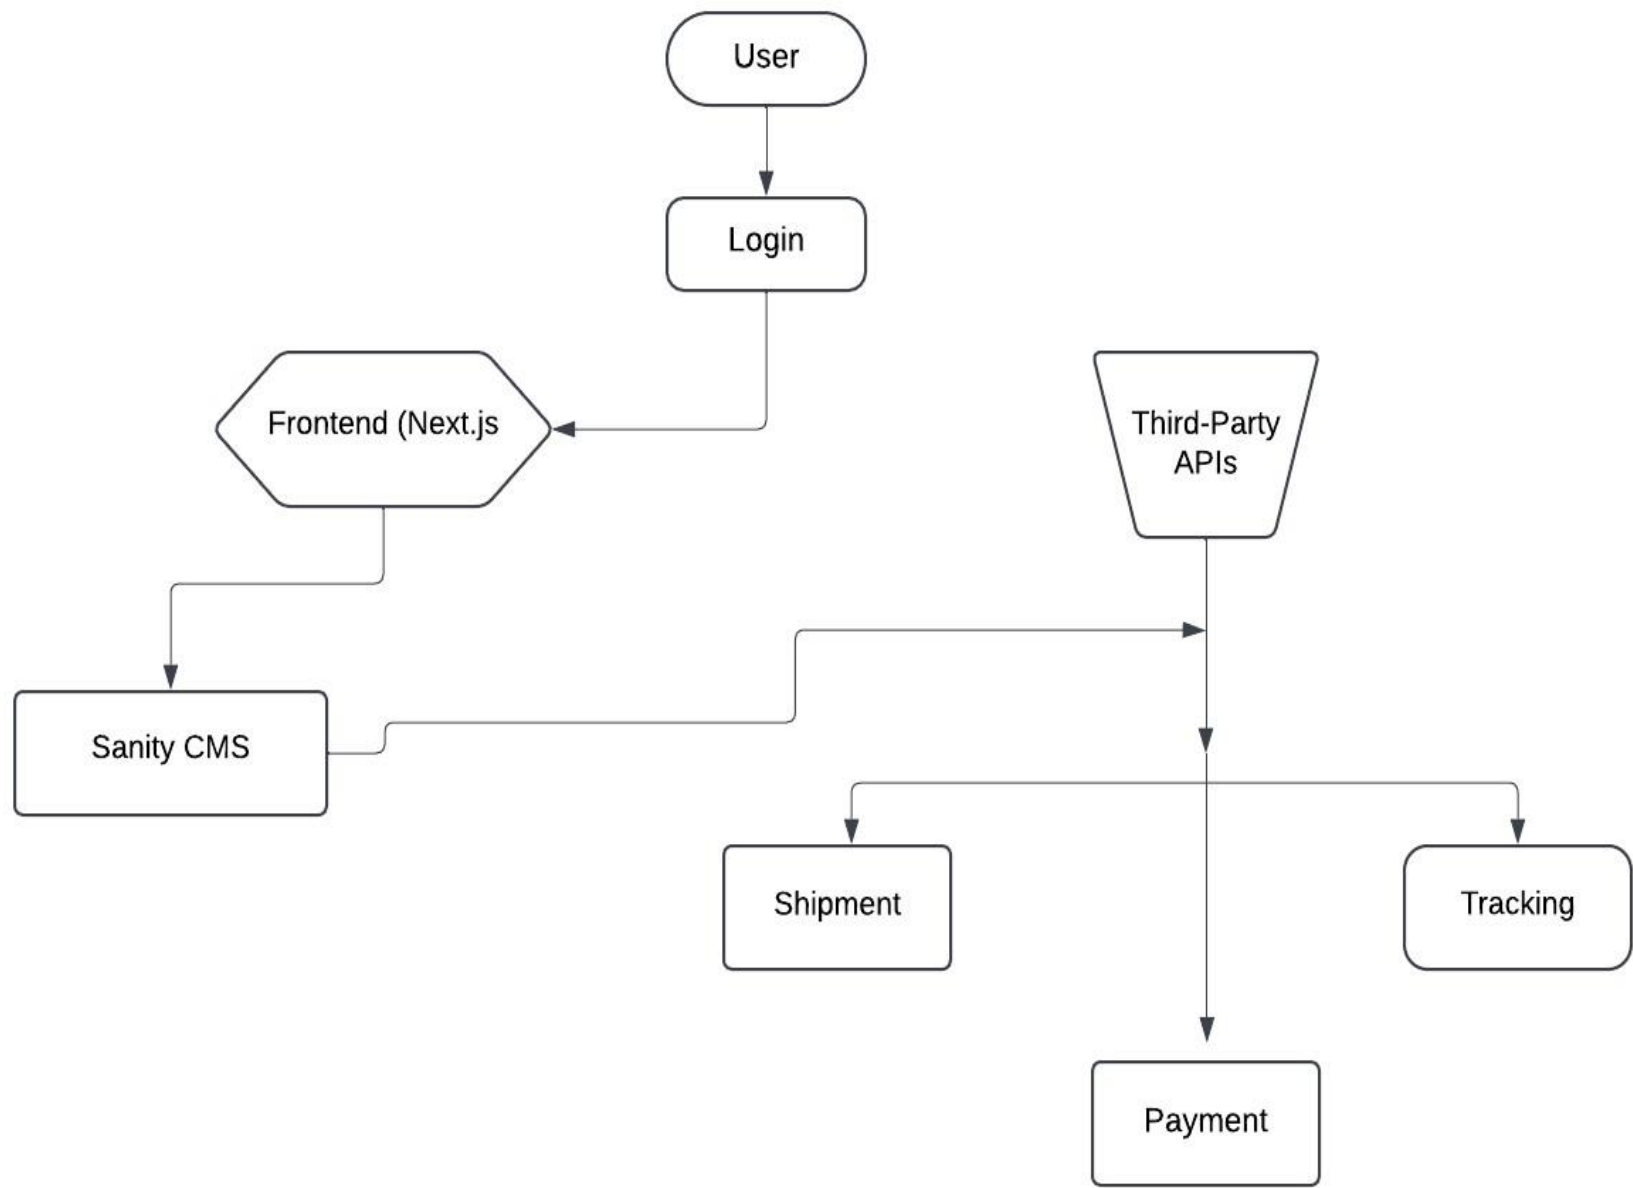 User
Login
Frontend (Next.js
Third-Party
APIs
Sanity CMS
Shipment
Tracking
Payment